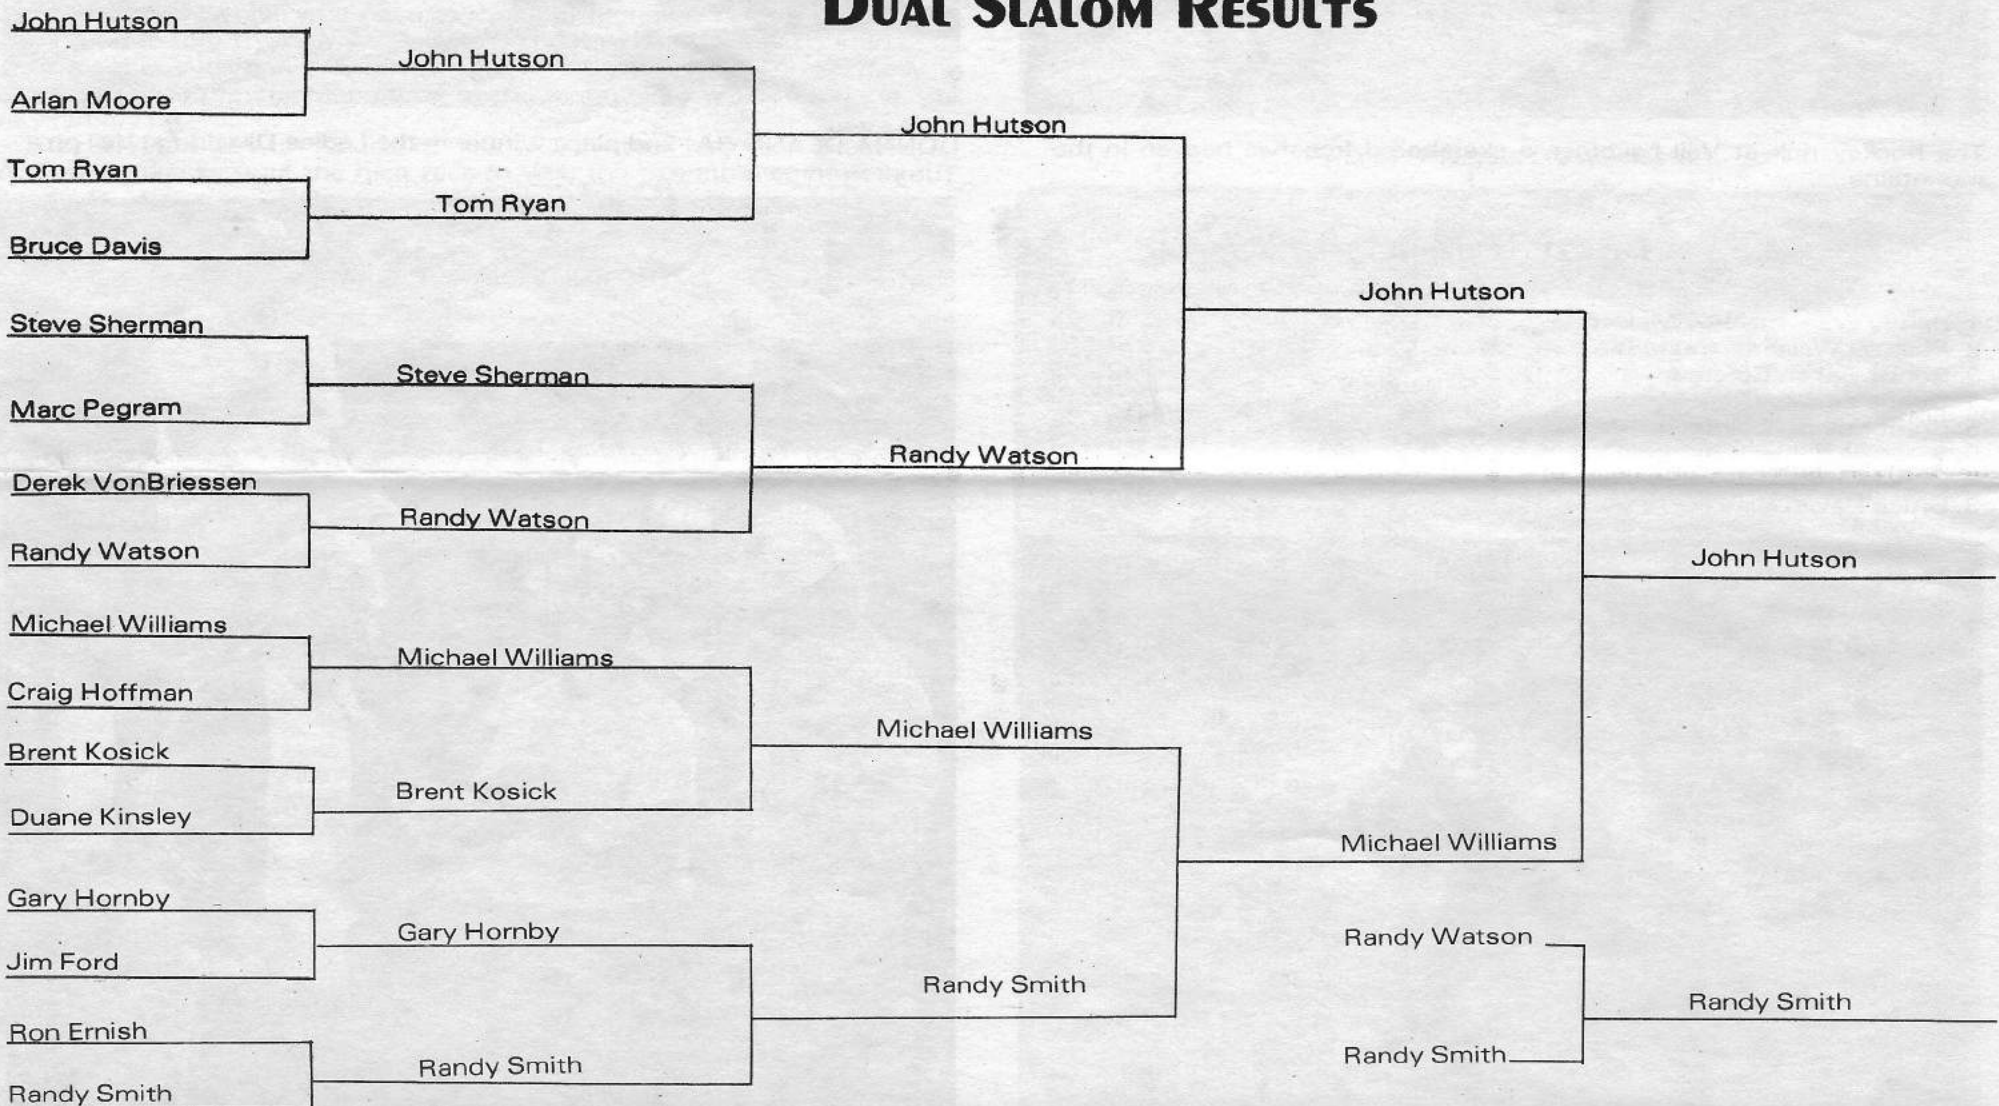 DUAL SLALOM RESULTS
John Hutson
Arlan Moore
Tom Ryan
Bruce Davis
Steve Sherman
Marc Pegram
Derek VonBriessen
Randy Watson
Michael Williams
Craig Hoffman
Brent Kosick
Duane Kinsley
Gary Hornby
Jim Ford
Ron Ernish
Randy Smith
John Hutson
Tom Ryan
Steve Sherman
Randy Watson
Michael Williams
Brent Kosick
Gary Hornby
Randy Smith
John Hutson
Randy Watson
Michael Williams
Randy Smith
John Hutson
Michael Williams
Randy Watson
Randy Smith
John Hutson
Randy Smith